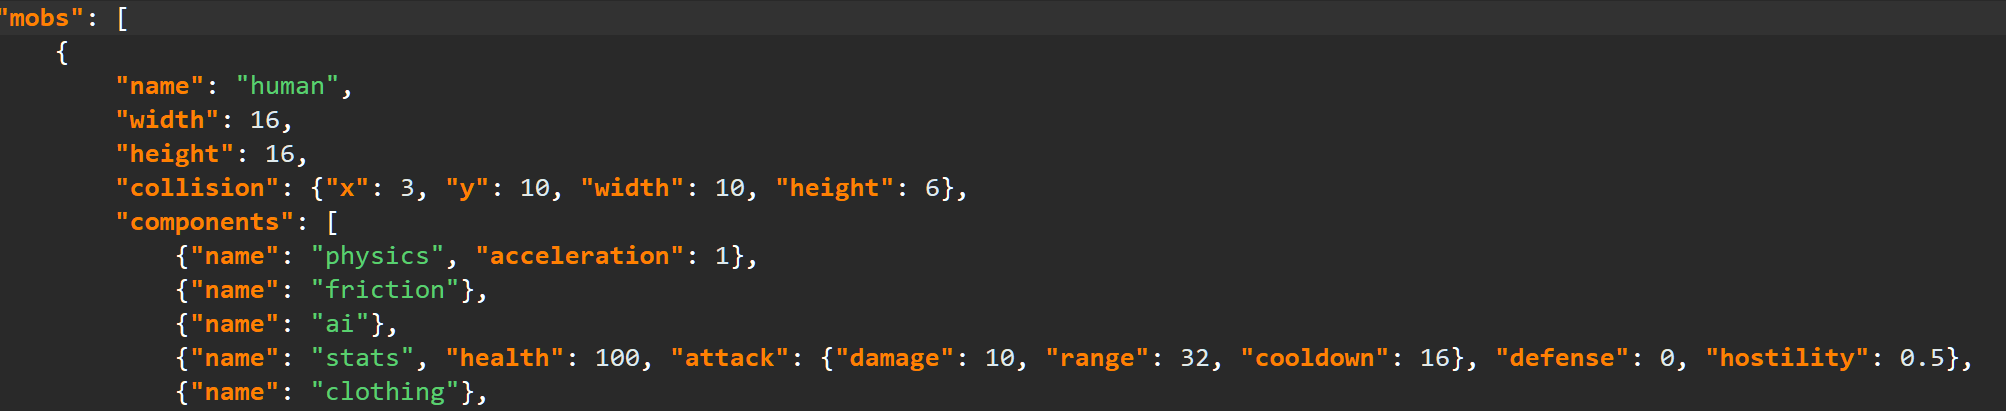 "mobs": [
{
"name": "human",
"width": 16,
"height": 16,
"collision": {"x": 3, "y": 10, "width": 10, "height": 6},
"components": [
{"name": "physics", "acceleration": 1},
{"name": "friction"},
{"name": "ai"},
{"name": "stats", "health": 100, "attack": {"damage": 10, "range": 32, "cooldown": 16}, "defense": 0, "hostility": 0.5},
{"name": "clothing"},